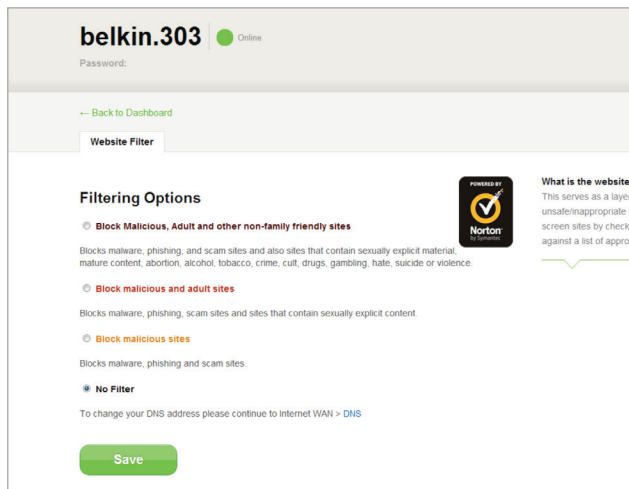 belkin.303 Online
Password:
← Back to Dashboard
Website Filter
Filtering Options
POWERED BY
Norton
by Symantec
What is the website
This serves as a laye
unsafe/inappropriate
screen sites by check
against a list of appro
Block Malicious, Adult and other non-family friendly sites
Blocks malware, phishing, and scam sites and also sites that contain sexually explicit material,
mature content, abortion, alcohol, tobacco, crime, cult, drugs, gambling, hate, suicide or violence.
Block malicious and adult sites
Blocks malware, phishing, scam sites and sites that contain sexually explicit content.
Block malicious sites
Blocks malware, phishing and scam sites.
No Filter
To change your DNS address please continue to Internet WAN > DNS
Save